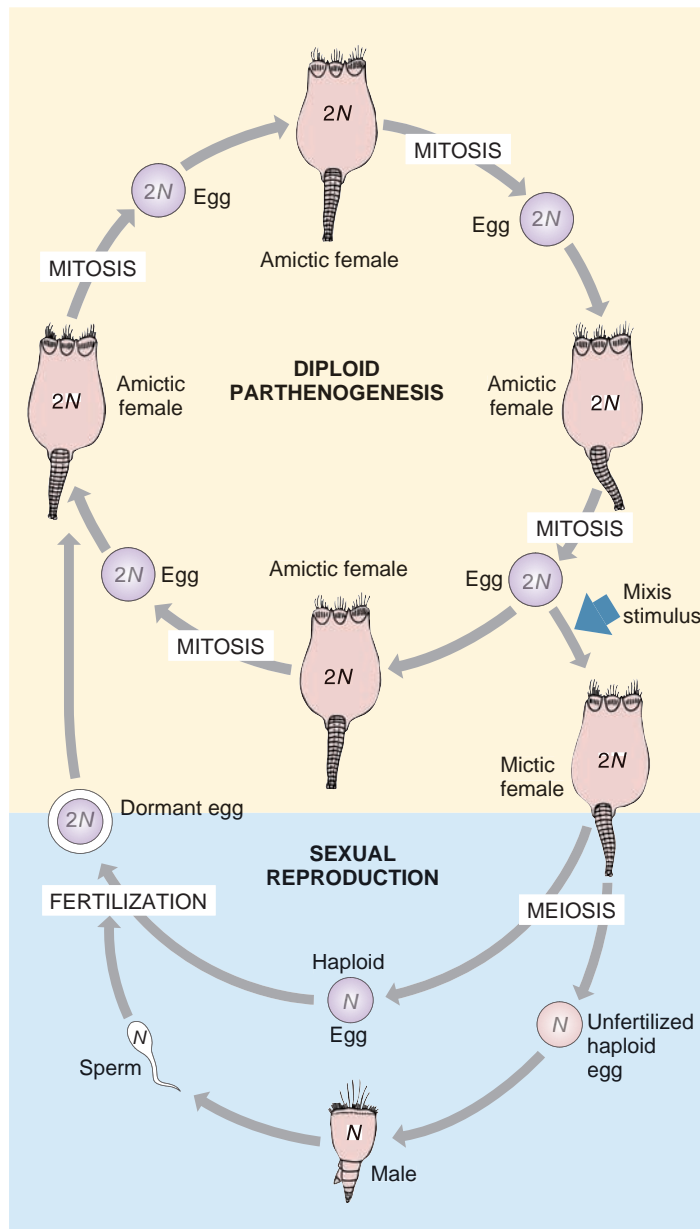 2N
MITOSIS
2N
Egg
Egg
2N
Amictic female
MITOSIS
DIPLOID
PARTHENOGENESIS
Amictic
female
2N
Amictic
female
2N
MITOSIS
2N
Egg
Amictic female
Egg
2N
Mixis
stimulus
MITOSIS
2N
Mictic
female
2N
2N
Dormant egg
SEXUAL
REPRODUCTION
FERTILIZATION
MEIOSIS
Haploid
N
Egg
N
Unfertilized
haploid
egg
N
Sperm
N
Male